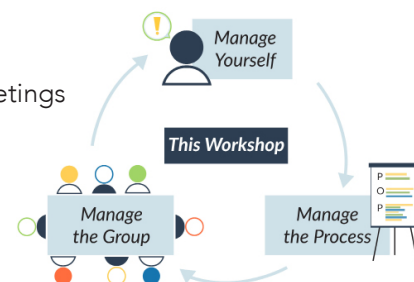 !
Manage
Yourself
etings
This Workshop
Manage
the Group
Manage
the Process
P
O
P